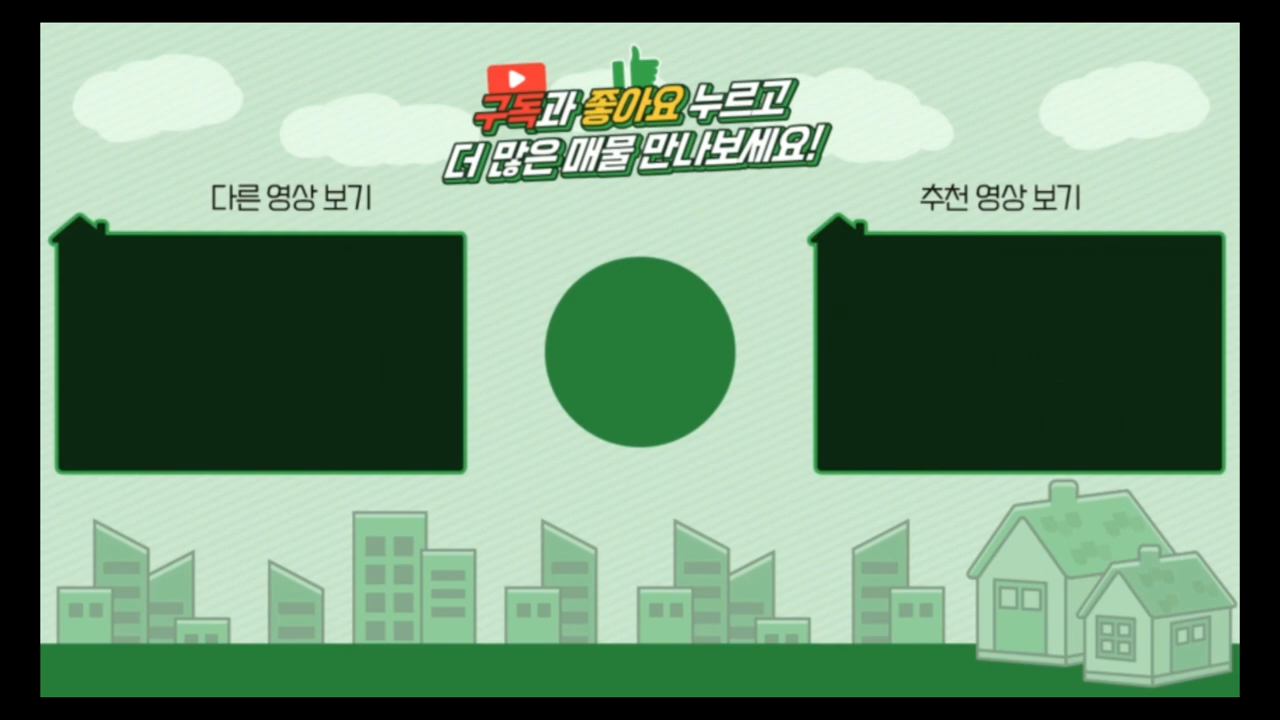 구독과 좋아요 누르고
더 많은 매물 만나보세요!
다른 영상 보기
추천 영상 보기